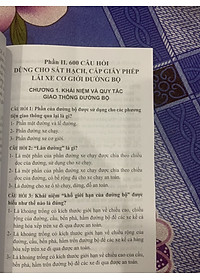 Phần II. 600 CÂU HỎI
DÙNG CHO SÁT HẠCH, CẤP GIẤY PHÉP
LÁI XE CƠ GIỚI ĐƯỜNG BỘ
CHƯƠNG 1. KHÁI NIỆM VÀ QUY TẮC
GIAO THÔNG ĐƯỜNG BỘ
CÂU HỎI 1: Phần của đường bộ được sử dụng cho các phương
tiện giao thông qua lại là gì?
1- Phần mặt đường và lề đường.
2- Phần đường xe chạy.
3- Phần đường xe cơ giới.
CÂU HỎI 2: "Làn đường" là gì?
1- Là một phần của phần đường xe chạy được chia theo chiều
dọc của đường, sử dụng cho xe chạy.
2- Là một phần của phần đường xe chạy được chia theo chiều
dọc của đường, có bề rộng đủ cho xe chạy an toàn.
3- Là đường cho xe ô tô chạy, dừng, đỗ an toàn.
CÂU HỎI 3: Khái niệm "khổ giới hạn của đường bộ" được
hiểu như thế nào là đúng?
1- Là khoảng trống có kích thước giới hạn về chiều cao,
chiều rộng của đường, cầu, bến phà, hầm đường bộ để các xe kể cả
hàng hóa xếp trên xe đi qua được an toàn.
2- Là khoảng trống có kích thước giới hạn về chiều rộng của
đường, cầu, bến phà, hầm trên đường bộ để các xe kể cả
hàng hóa xếp trên xe đi qua được an toàn.
3- Là khoảng trống có kích thước giới hạn về chiều cao của
cầu, bến phà, hầm trên đường bộ để các xe đi qua được an toàn.